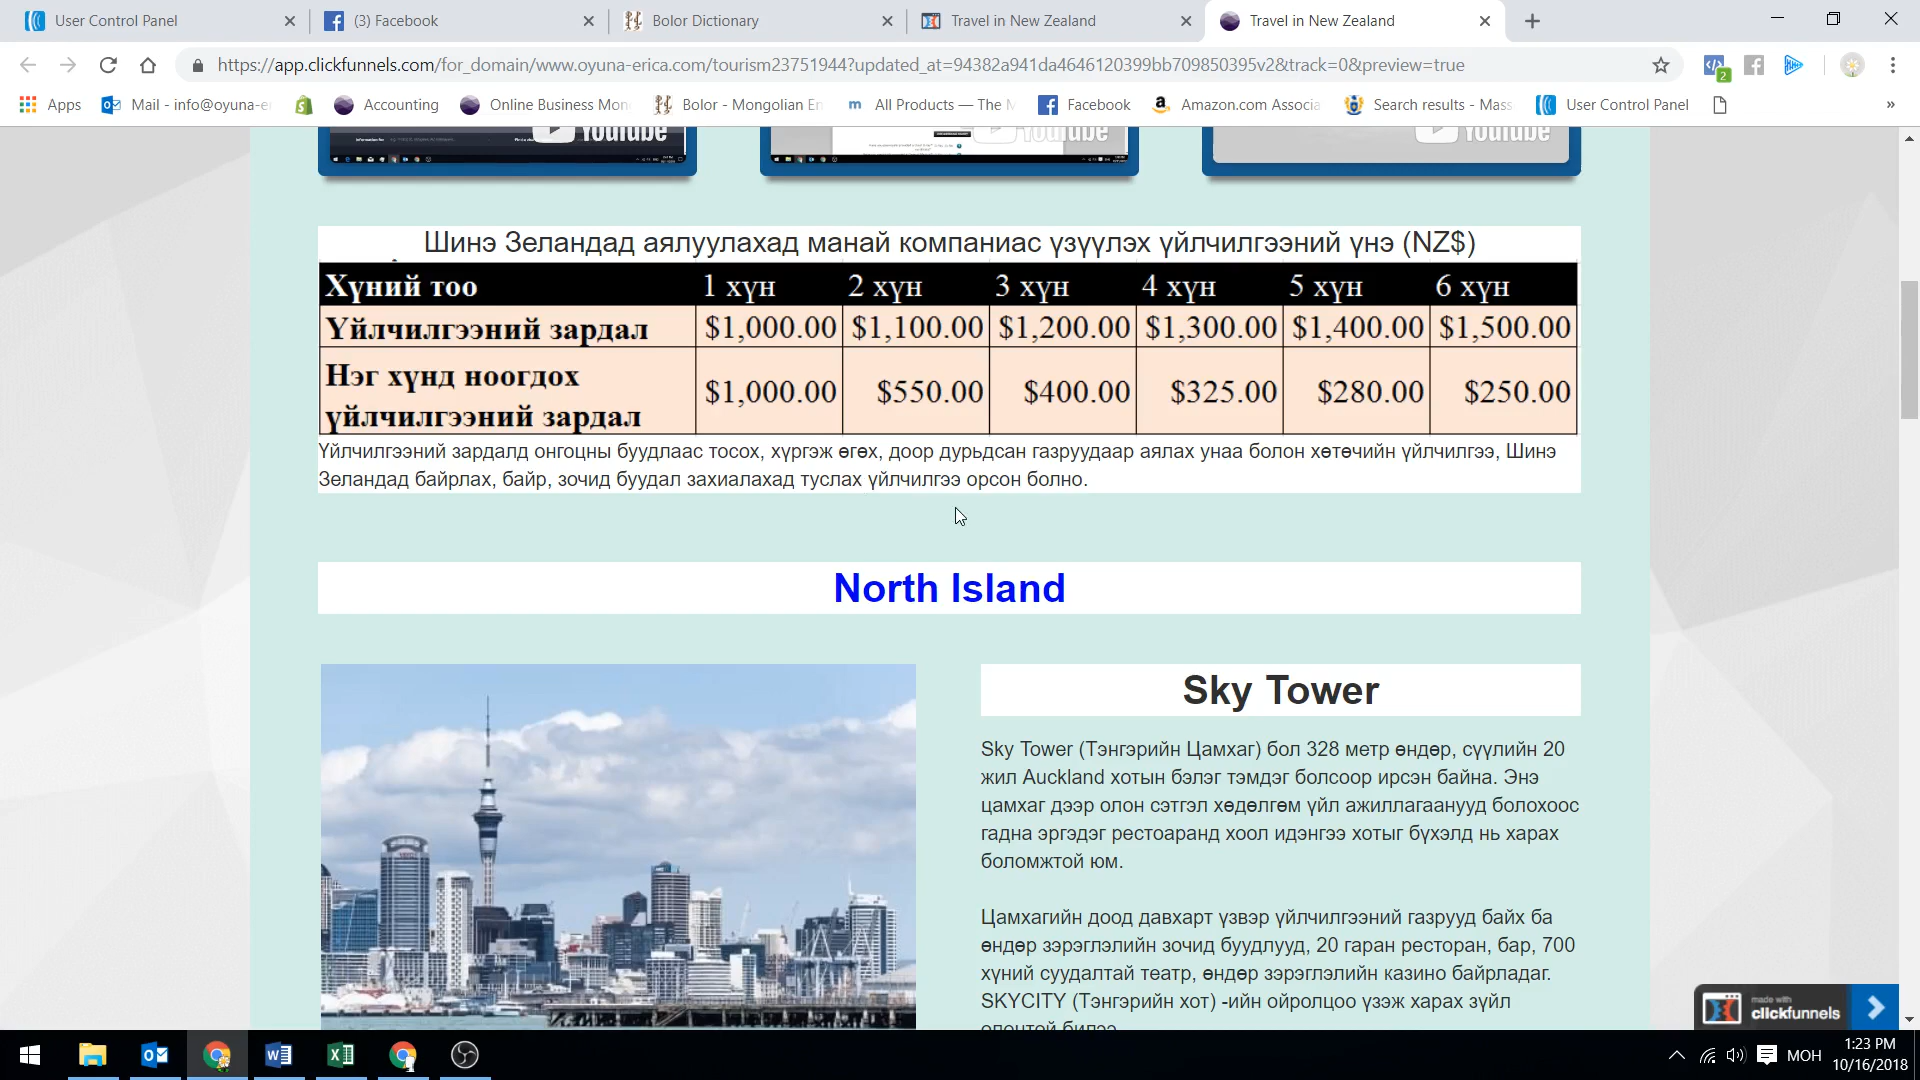 User Control Panel
(3) Facebook
Bolor Dictionary
Travel in New Zealand
Travel in New Zealand
https://app.clickfunnels.com/for_domain/www.oyuna-erica.com/tourism23751944?updated_at=94382a941da4646120399bb709850395v2&track=0&preview=true
2
Apps
Mail - info@oyuna-e
Accounting
Online Business Mon
Bolor - Mongolian En
All Products — The M
Facebook
Amazon.com Associa
Search results - Mass
User Control Panel
»
YouTube
YouTube
YouTube
Шинэ Зеландад аялуулахад манай компаниас үзүүлэх үйлчилгээний үнэ (NZ$)
Хүний тоо 1 хүн 2 хүн 3 хүн 4 хүн 5 хүн 6 хүн
Үйлчилгээний зардал $1,000.00 $1,100.00 $1,200.00 $1,300.00 $1,400.00 $1,500.00
Нэг хүнд ноогдох
үйлчилгээний зардал $1,000.00 $550.00 $400.00 $325.00 $280.00 $250.00
Үйлчилгээний зардалд онгоцны буудлаас тосох, хүргэж өгөх, доор дурьдсан газруудаар аялах унаа болон хөтөчийн үйлчилгээ, Шинэ
Зеландад байрлах, байр, зочид буудал захиалахад туслах үйлчилгээ орсон болно.
North Island
Sky Tower
Sky Tower (Тэнгэрийн Цамхаг) бол 328 метр өндөр, сүүлийн 20
жил Auckland хотын бэлэг тэмдэг болсоор ирсэн байна. Энэ
цамхаг дээр олон сэтгэл хөдөлгөм үйл ажиллагаанууд болохоос
гадна эргэдэг рестоаранд хоол идэнгээ хотыг бүхэлд нь харах
боломжтой юм.
Цамхагийн доод давхарт үзвэр үйлчилгээний газрууд байх ба
өндөр зэрэглэлийн зочид буудлууд, 20 гаран ресторан, бар, 700
хүний суудалтай театр, өндөр зэрэглэлийн казино байрладаг.
SKYCITY (Тэнгэрийн хот) -ийн ойролцоо үзэж харах зүйл
олонтой билээ
made with
clickfunnels
МОН
1:23 PM
10/16/2018